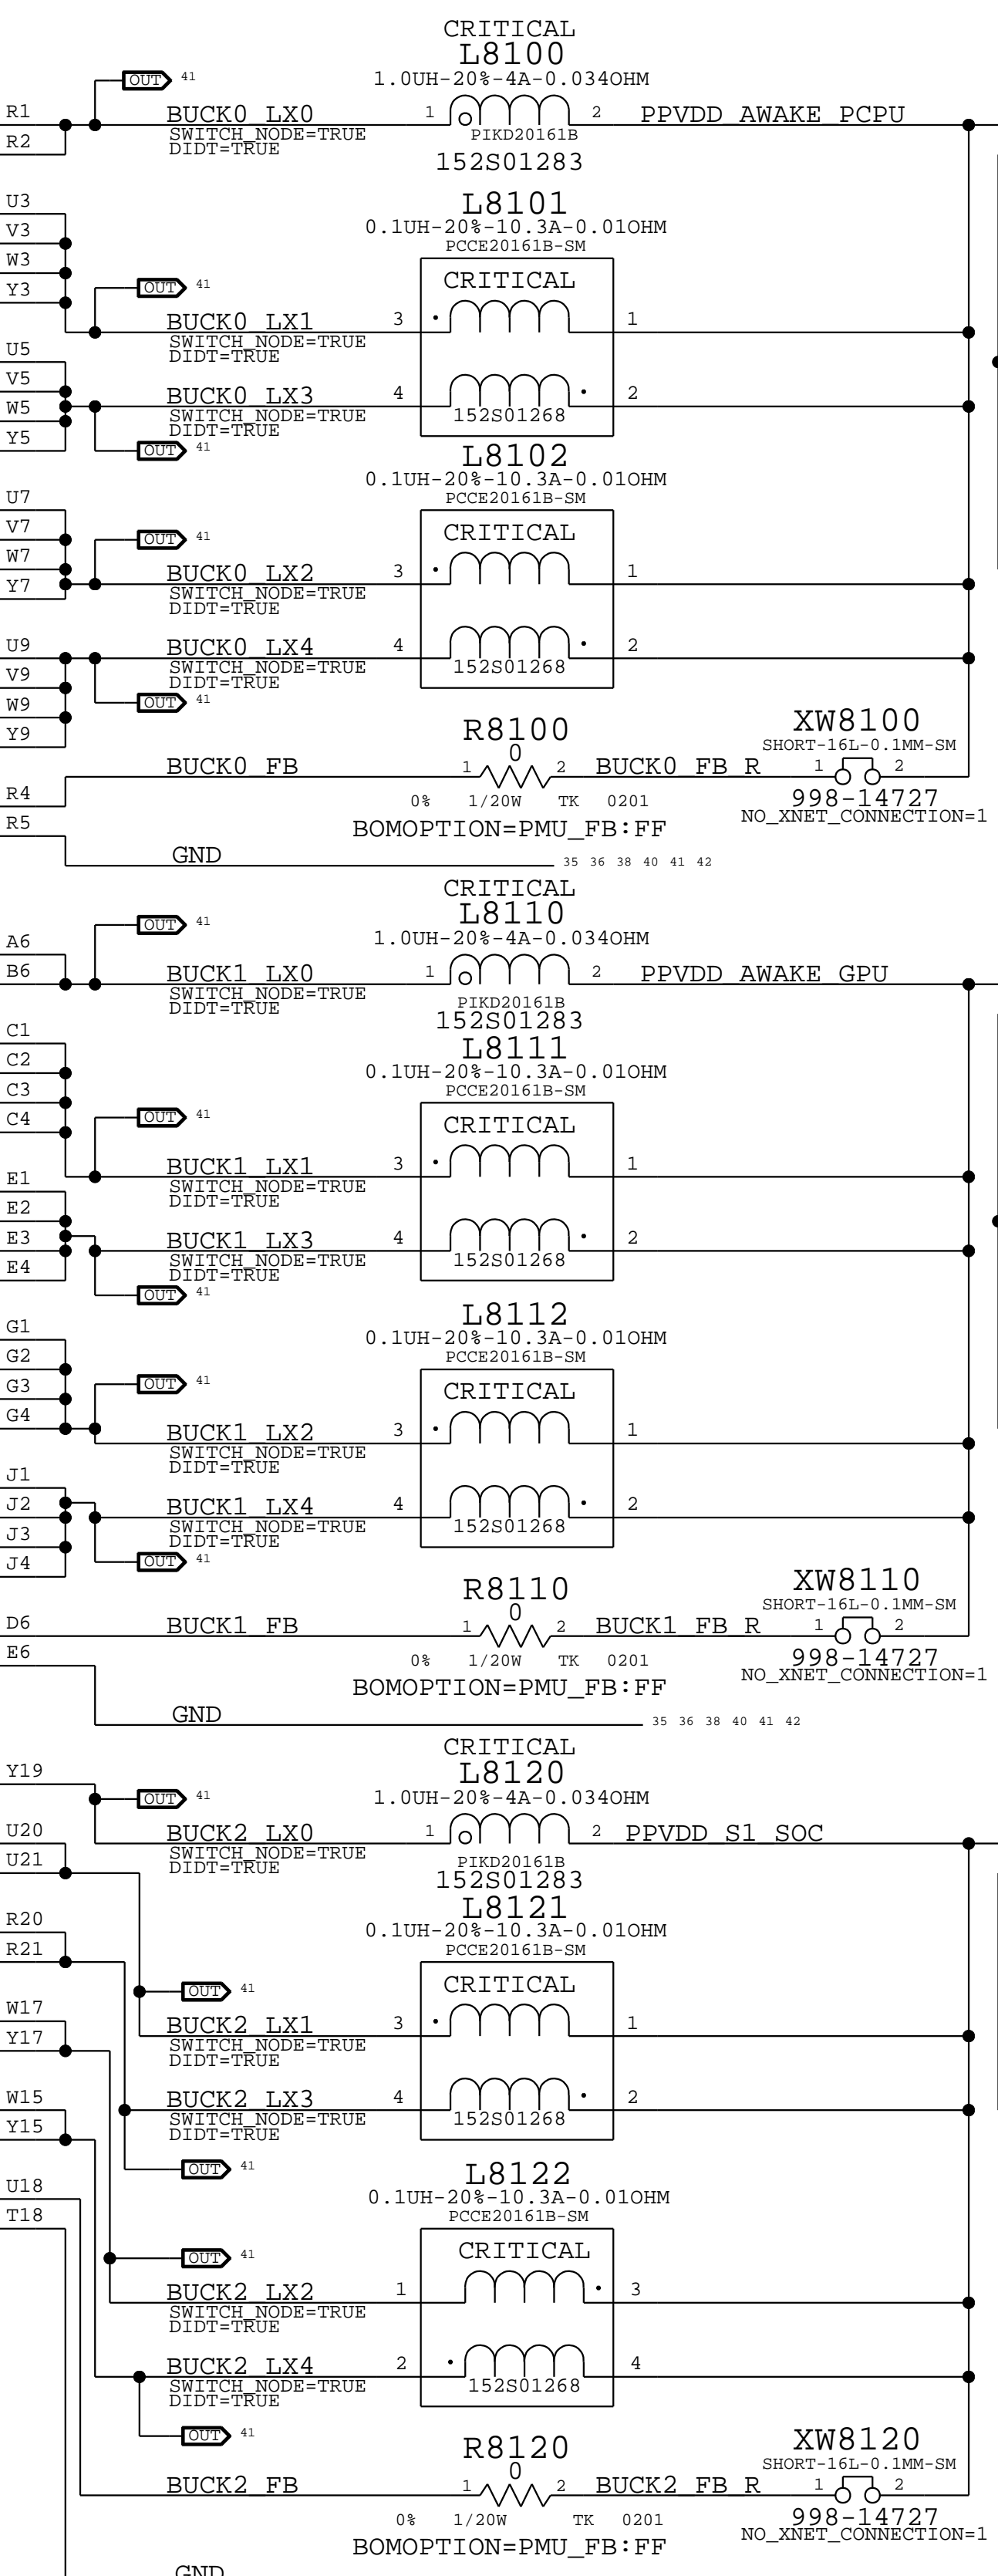 CRITICAL
L8100
1.0UH-20%-4A-0.034OHM
OUT 41
R1 BUCK0_LX0 1 2 PPVDD_AWAKE_PCPU
SWITCH_NODE=TRUE PIKD20161B
R2 DIDT=TRUE
152S01283
U3 L8101
V3 0.1UH-20%-10.3A-0.01OHM
PCCE20161B-SM
W3
CRITICAL
Y3 OUT 41
BUCK0_LX1 3 1
SWITCH_NODE=TRUE
U5 DIDT=TRUE
V5
BUCK0_LX3 4 2
W5 SWITCH_NODE=TRUE 152S01268
DIDT=TRUE
Y5 OUT 41
L8102
0.1UH-20%-10.3A-0.01OHM
U7 PCCE20161B-SM
V7 OUT 41 CRITICAL
W7
BUCK0_LX2 3 1
Y7 SWITCH_NODE=TRUE
DIDT=TRUE
U9 BUCK0_LX4 4 2
SWITCH_NODE=TRUE 152S01268
V9 DIDT=TRUE
W9 OUT 41
Y9 R8100 XW8100
0 SHORT-16L-0.1MM-SM
BUCK0_FB 1 2 BUCK0_FB_R 1 2
R4 0% 1/20W TK 0201 998-14727
NO_XNET_CONNECTION=1
R5 BOMOPTION=PMU_FB:FF
GND 35 36 38 40 41 42
CRITICAL
L8110
OUT 41
1.0UH-20%-4A-0.034OHM
A6
B6 BUCK1_LX0 1 2 PPVDD_AWAKE_GPU
SWITCH_NODE=TRUE
DIDT=TRUE PIKD20161B
152S01283
C1
L8111
C2 0.1UH-20%-10.3A-0.01OHM
C3 PCCE20161B-SM
C4 OUT 41 CRITICAL
BUCK1_LX1 3 1
E1 SWITCH_NODE=TRUE
DIDT=TRUE
E2
E3 BUCK1_LX3 4 2
SWITCH_NODE=TRUE 152S01268
E4 DIDT=TRUE
OUT 41
L8112
G1 0.1UH-20%-10.3A-0.01OHM
G2 PCCE20161B-SM
G3 OUT 41 CRITICAL
G4
BUCK1_LX2 3 1
SWITCH_NODE=TRUE
DIDT=TRUE
J1
J2 BUCK1_LX4 4 2
SWITCH_NODE=TRUE 152S01268
J3 DIDT=TRUE
J4 OUT 41
R8110 XW8110
0 SHORT-16L-0.1MM-SM
D6 BUCK1_FB 1 2 BUCK1_FB_R 1 2
E6 0% 1/20W TK 0201 998-14727
NO_XNET_CONNECTION=1
BOMOPTION=PMU_FB:FF
GND 35 36 38 40 41 42
CRITICAL
Y19 L8120
OUT 41 1.0UH-20%-4A-0.034OHM
U20 BUCK2_LX0 1 2 PPVDD_S1_SOC
SWITCH_NODE=TRUE
U21 DIDT=TRUE PIKD20161B
152S01283
L8121
R20 0.1UH-20%-10.3A-0.01OHM
R21 PCCE20161B-SM
OUT 41 CRITICAL
W17
BUCK2_LX1 3 1
Y17 SWITCH_NODE=TRUE
DIDT=TRUE
W15 BUCK2_LX3 4 2
SWITCH_NODE=TRUE 152S01268
Y15 DIDT=TRUE
OUT 41
L8122
U18 0.1UH-20%-10.3A-0.01OHM
T18 PCCE20161B-SM
OUT 41 CRITICAL
BUCK2_LX2 1 3
SWITCH_NODE=TRUE
DIDT=TRUE
BUCK2_LX4 2 4
SWITCH_NODE=TRUE 152S01268
DIDT=TRUE
OUT 41
R8120 XW8120
0 SHORT-16L-0.1MM-SM
BUCK2_FB 1 2 BUCK2_FB_R 1 2
0% 1/20W TK 0201 998-14727
NO_XNET_CONNECTION=1
BOMOPTION=PMU_FB:FF
GND